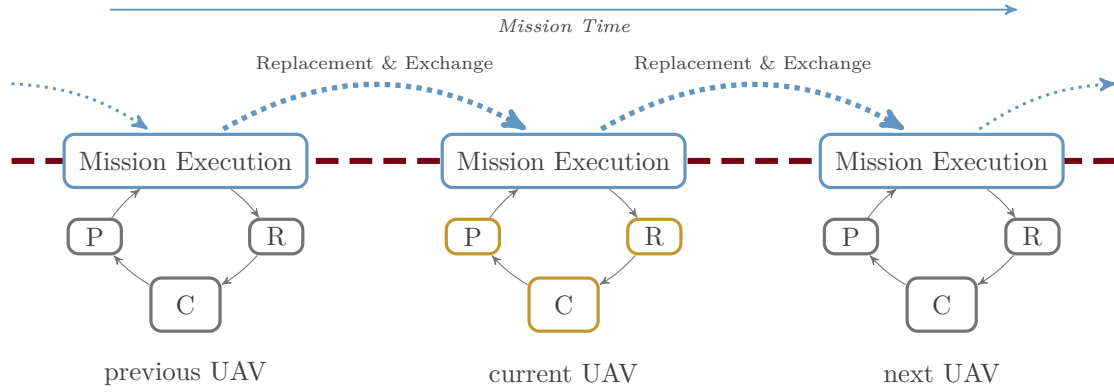 Mission Time
Replacement & Exchange
Replacement & Exchange
Mission Execution
Mission Execution
Mission Execution
P
R
P
R
P
R
C
C
C
previous UAV
current UAV
next UAV